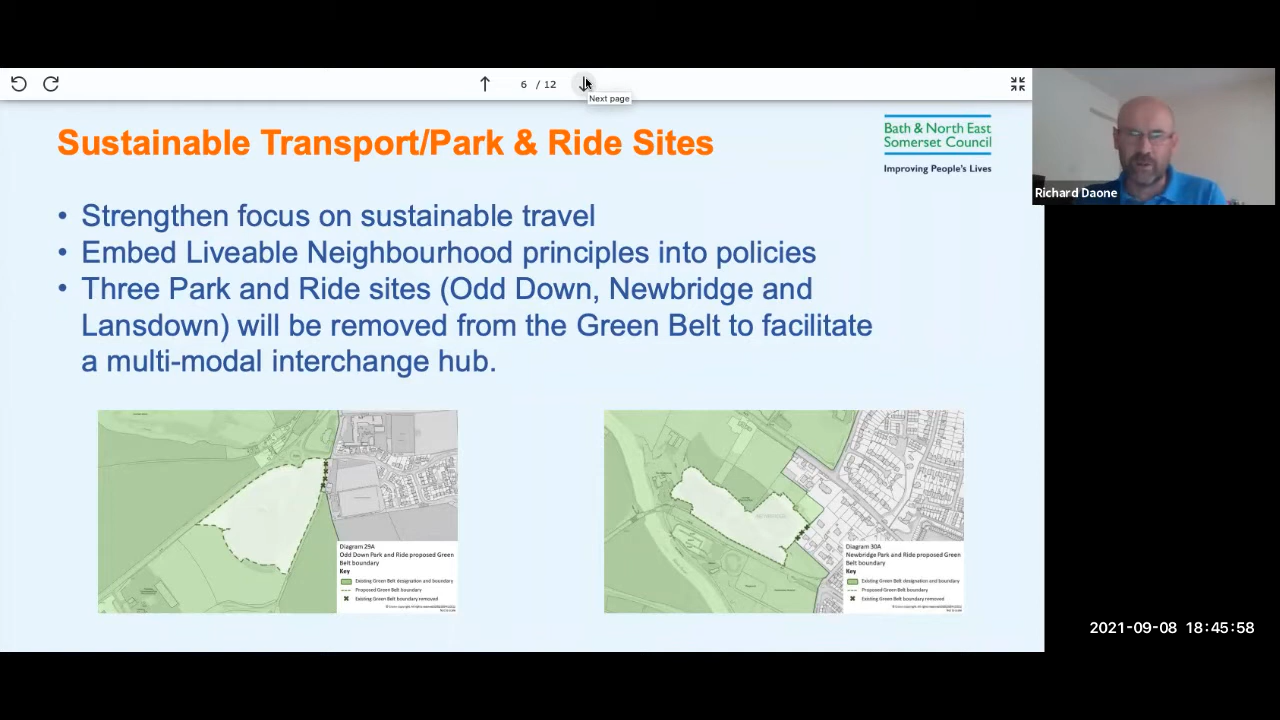 6 / 12
Next page
Sustainable Transport/Park & Ride Sites
Bath & North East
Somerset Council
Improving People's Lives
Richard Daone
• Strengthen focus on sustainable travel
• Embed Liveable Neighbourhood principles into policies
• Three Park and Ride sites (Odd Down, Newbridge and
Lansdown) will be removed from the Green Belt to facilitate
a multi-modal interchange hub.
Diagram 29A
Odd Down Park and Ride proposed Green
Belt boundary
Key
Existing Green Belt designation and boundary
Proposed Green Belt boundary
Existing Green Belt boundary removed
Diagram 30A
Newbridge Park and Ride proposed Green
Belt boundary
Key
Existing Green Belt designation and boundary
Proposed Green Belt boundary
Existing Green Belt boundary removed
2021-09-08 18:45:58